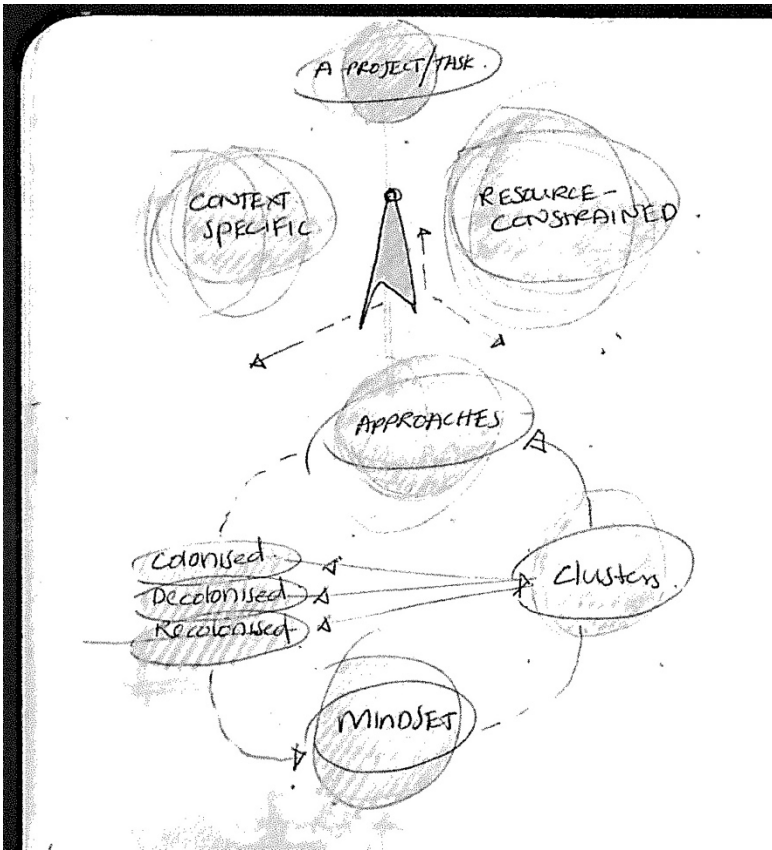 A PROJECT/TASK.
CONTEXT
SPECIFIC
RESOURCE-
CONSTRAINED
APPROACHES
Colonised
Decolonised
Recolonised
Clusters.
MINDSET